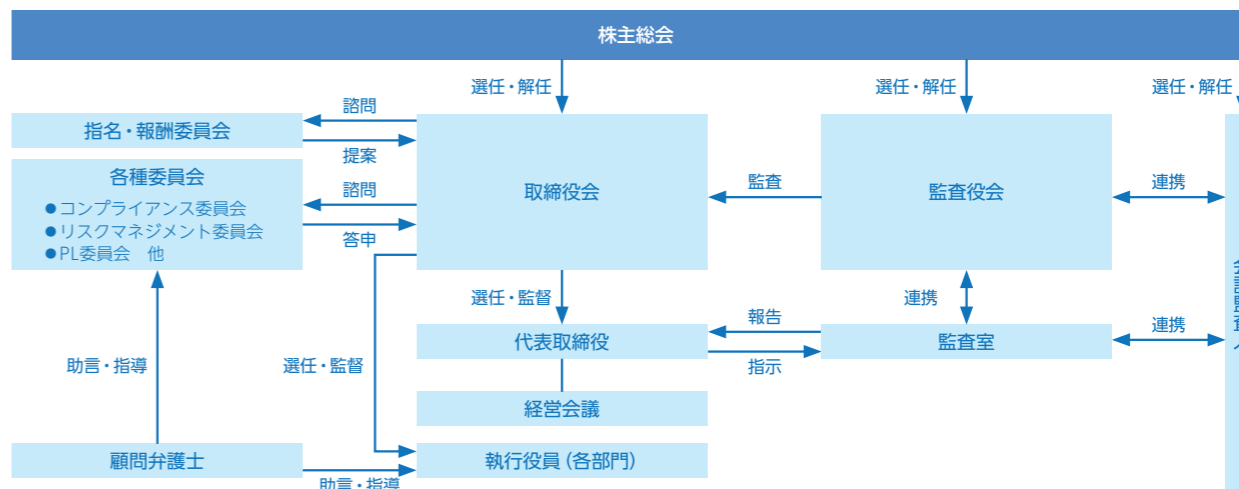 株主総会
選任・解任
選任・解任
選任・解任
諮問
指名・報酬委員会
提案
各種委員会
●コンプライアンス委員会
●リスクマネジメント委員会
●PL委員会　他
諮問
答申
取締役会
監査
監査役会
連携
選任・監督
連携
代表取締役
報告
指示
監査室
連携
助言・指導
選任・監督
経営会議
顧問弁護士
執行役員（各部門）
助言・指導